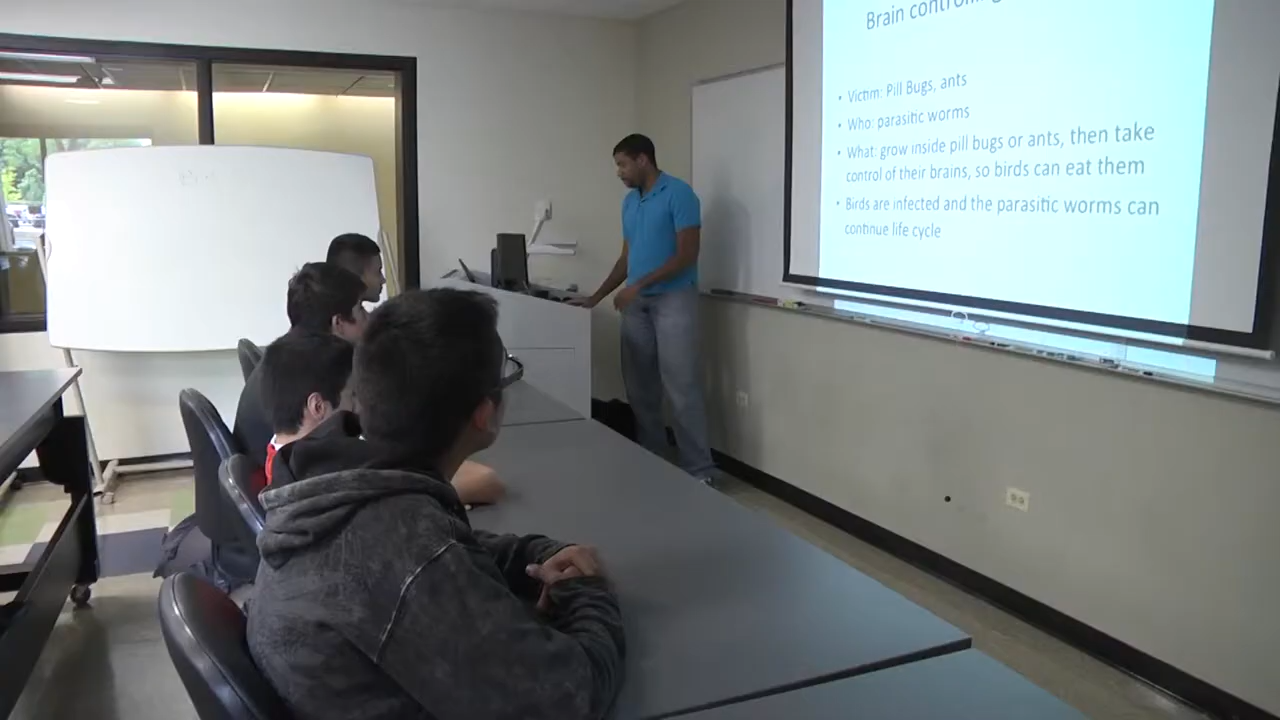 Brain controlling
• Victim: Pill Bugs, ants
• Who: parasitic worms
• What: grow inside pill bugs or ants, then take
control of their brains, so birds can eat them
• Birds are infected and the parasitic worms can
continue life cycle